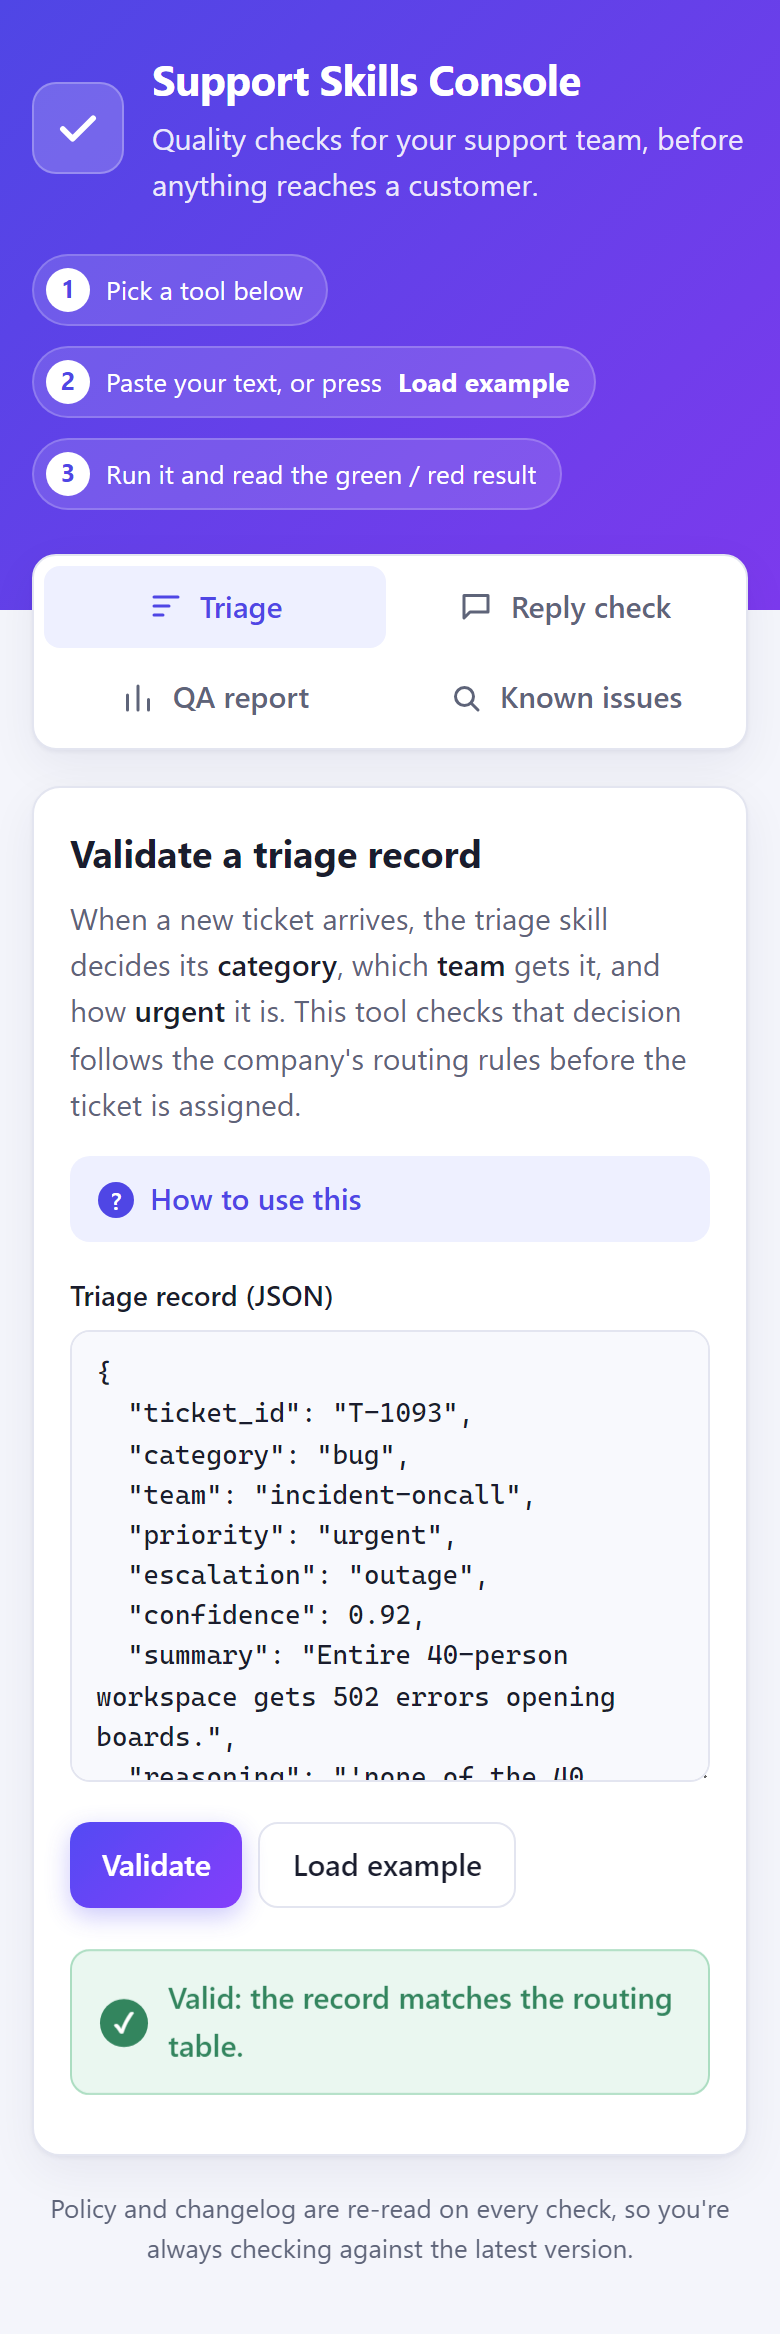 Support Skills Console
Quality checks for your support team, before
anything reaches a customer.
1 Pick a tool below
2 Paste your text, or press Load example
3 Run it and read the green / red result
Triage
Reply check
QA report
Known issues
Validate a triage record
When a new ticket arrives, the triage skill
decides its category, which team gets it, and
how urgent it is. This tool checks that decision
follows the company's routing rules before the
ticket is assigned.
? How to use this
Triage record (JSON)
{
  "ticket_id": "T-1093",
  "category": "bug",
  "team": "incident-oncall",
  "priority": "urgent",
  "escalation": "outage",
  "confidence": 0.92,
  "summary": "Entire 40-person
workspace gets 502 errors opening
boards.",
  "reasoning": "'none of the 40
Validate
Load example
Valid: the record matches the routing
table.
Policy and changelog are re-read on every check, so you're
always checking against the latest version.